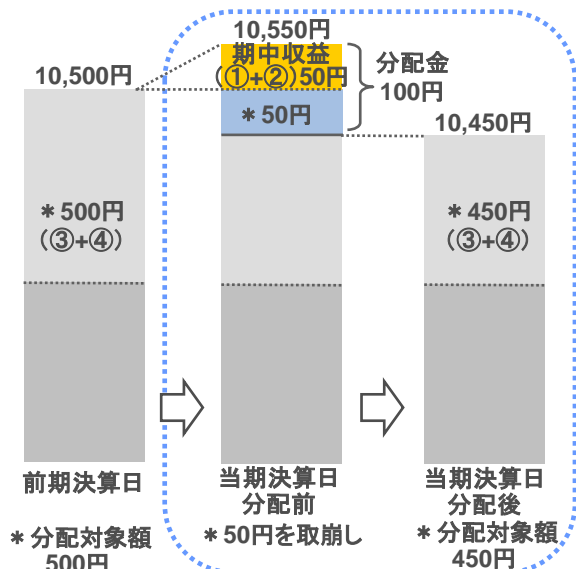 10,550円
期中収益
(①+②)50円
分配金
100円
10,500円
＊50円
10,450円
＊500円
(③+④)
＊450円
(③+④)
前期決算日
当期決算日
分配前
当期決算日
分配後
＊分配対象額
500円
＊50円を取崩し
＊分配対象額
450円